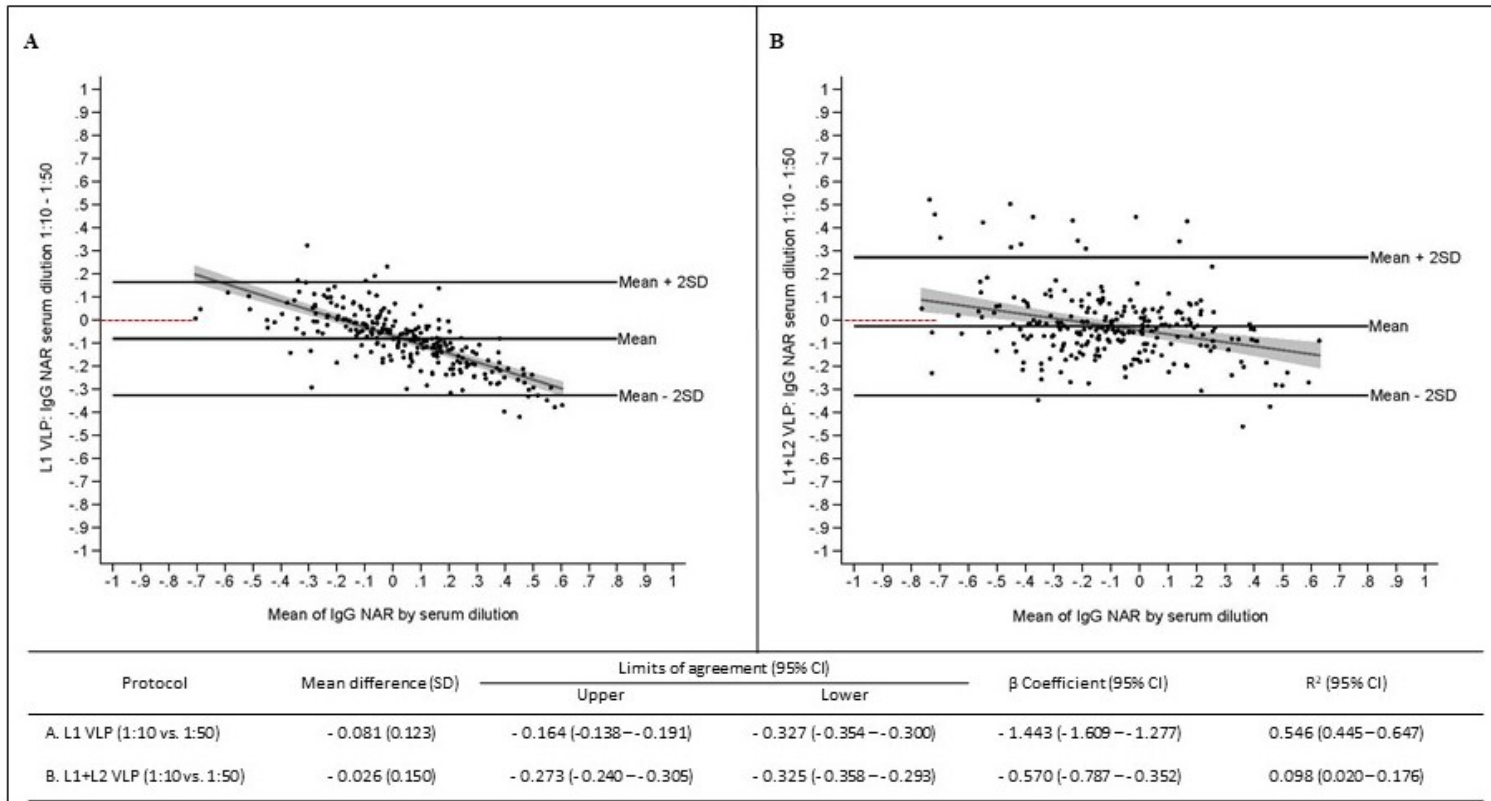 A
L1 VLP: IgG NAR serum dilution 1:10 - 1:50
1
.9
.8
.7
.6
.5
.4
.3
.2
.1
0
-.1
-.2
-.3
-.4
-.5
-.6
-.7
-.8
-.9
-1
Mean + 2SD
Mean
Mean - 2SD
-1 -.9 -.8 -.7 -.6 -.5 -.4 -.3 -.2 -.1 0 .1 .2 .3 .4 .5 .6 .7 .8 .9 1
Mean of IgG NAR by serum dilution
B
L1+L2 VLP: IgG NAR serum dilution 1:10 - 1:50
1
.9
.8
.7
.6
.5
.4
.3
.2
.1
0
-.1
-.2
-.3
-.4
-.5
-.6
-.7
-.8
-.9
-1
Mean + 2SD
Mean
Mean - 2SD
-1 -.9 -.8 -.7 -.6 -.5 -.4 -.3 -.2 -.1 0 .1 .2 .3 .4 .5 .6 .7 .8 .9 1
Mean of IgG NAR by serum dilution
Limits of agreement (95% CI)
Protocol Mean difference (SD) Upper Lower β Coefficient (95% CI) R² (95% CI)
A. L1 VLP (1:10 vs. 1:50) - 0.081 (0.123) - 0.164 (-0.138 – -0.191) - 0.327 (- 0.354 – - 0.300) - 1.443 ( - 1.609 – - 1.277) 0.546 (0.445–0.647)
B. L1+L2 VLP (1:10 vs. 1:50) - 0.026 (0.150) - 0.273 (- 0.240 – - 0.305) - 0.325 (- 0.358 – - 0.293) - 0.570 (- 0.787 – - 0.352) 0.098 (0.020–0.176)